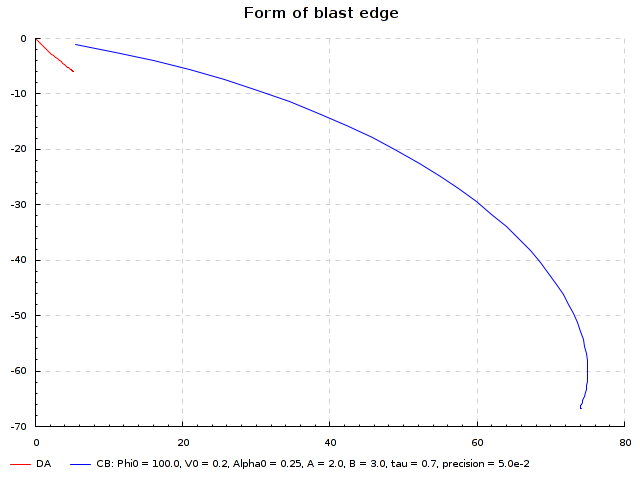 Form of blast edge
0
-10
-20
-30
-40
-50
-60
-70
0 20 40 60 80
DA CB: Phi0 = 100.0, V0 = 0.2, Alpha0 = 0.25, A = 2.0, B = 3.0, tau = 0.7, precision = 5.0e-2